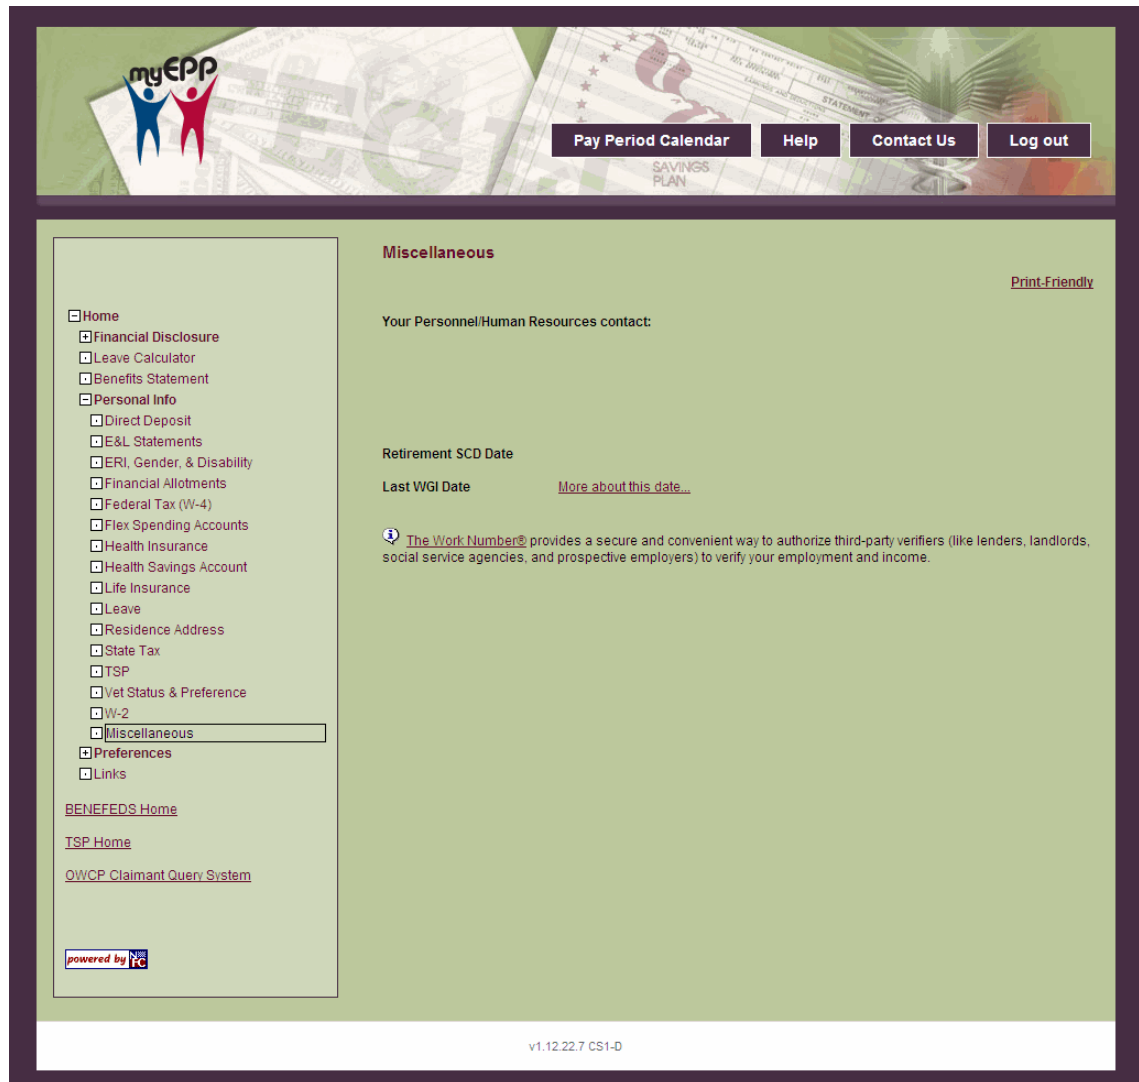 myEPP
SAVINGS
PLAN
Pay Period Calendar
Help
Contact Us
Log out
Miscellaneous
Print-Friendly
Home
Financial Disclosure
Leave Calculator
Benefits Statement
Personal Info
Direct Deposit
E&L Statements
ERI, Gender, & Disability
Financial Allotments
Federal Tax (W-4)
Flex Spending Accounts
Health Insurance
Health Savings Account
Life Insurance
Leave
Residence Address
State Tax
TSP
Vet Status & Preference
W-2
Miscellaneous
Preferences
Links
BENEFEDS Home
TSP Home
OWCP Claimant Query System
powered by NFC
Your Personnel/Human Resources contact:
Retirement SCD Date
Last WGI Date More about this date...
The Work Number® provides a secure and convenient way to authorize third-party verifiers (like lenders, landlords,
social service agencies, and prospective employers) to verify your employment and income.
v1.12.22.7 CS1-D